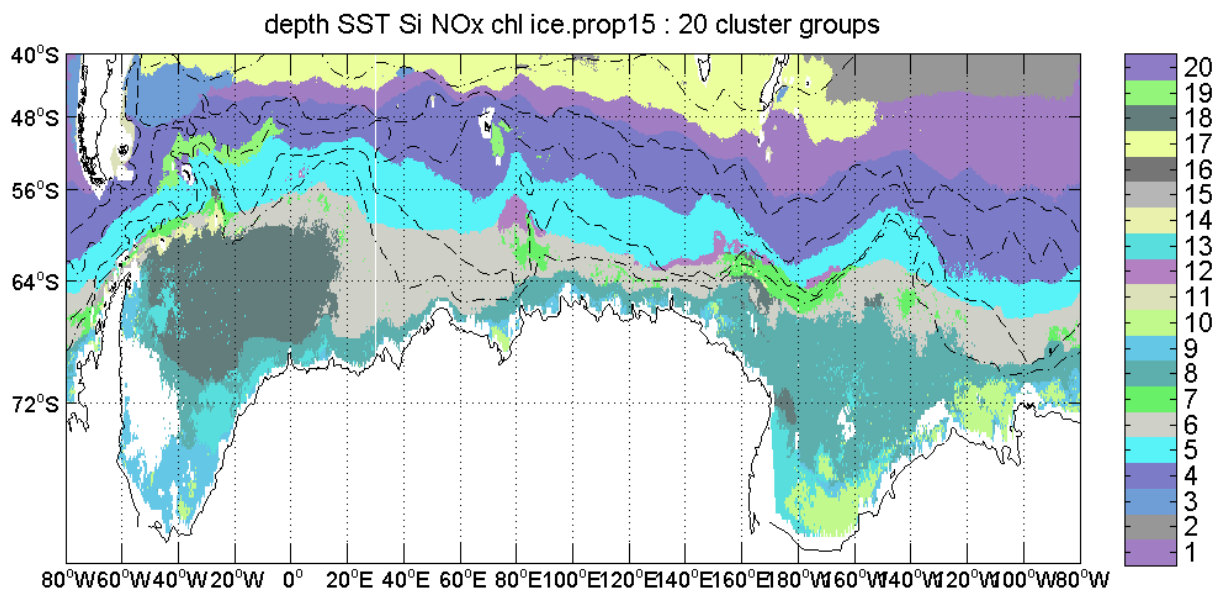 depth SST Si NOx chl ice.prop15 : 20 cluster groups
40°S
48°S
56°S
64°S
72°S
80°W60°W40°W20°W 0° 20°E 40°E 60°E 80°E100°E120°E140°E160°E180°W160°W140°W120°W100°W80°W
20
19
18
17
16
15
14
13
12
11
10
9
8
7
6
5
4
3
2
1